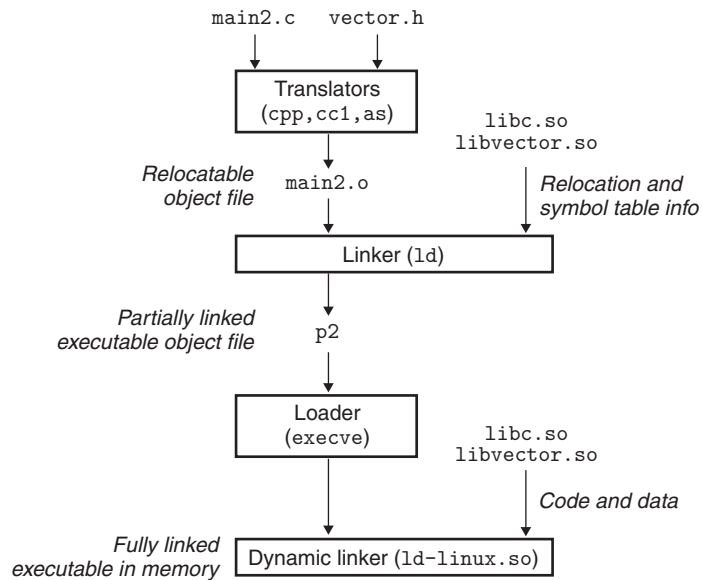 main2.c vector.h
Translators
(cpp,cc1,as)
libc.so
libvector.so
Relocatable
object file
main2.o
Relocation and
symbol table info
Linker (ld)
Partially linked
executable object file
p2
Loader
(execve)
libc.so
libvector.so
Code and data
Fully linked
executable in memory
Dynamic linker (ld-linux.so)